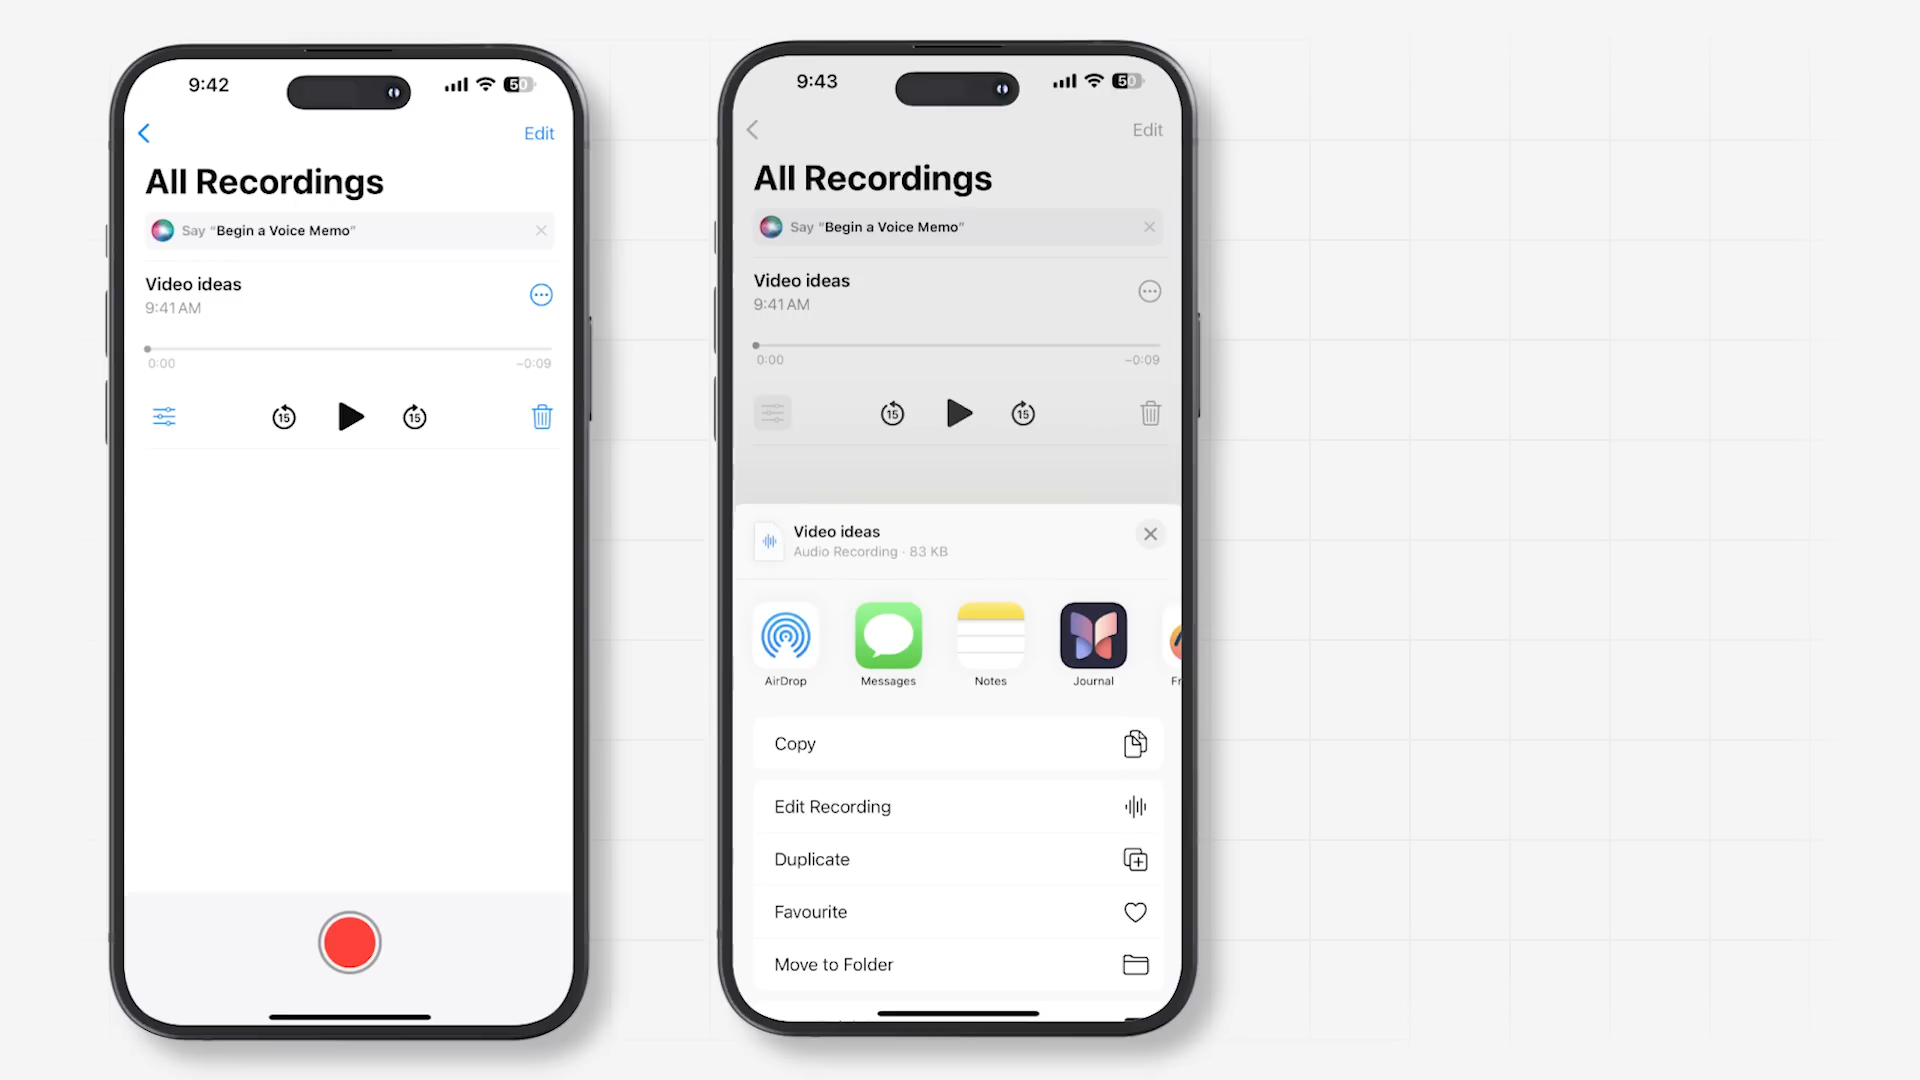 9:42
50
Edit
All Recordings
Say "Begin a Voice Memo"
Video ideas
9:41 AM
0:00
−0:09
15
15
9:43
50
Edit
All Recordings
Say "Begin a Voice Memo"
Video ideas
9:41 AM
0:00
−0:09
15
15
Video ideas
Audio Recording · 83 KB
AirDrop
Messages
Notes
Journal
Copy
Edit Recording
Duplicate
Favourite
Move to Folder